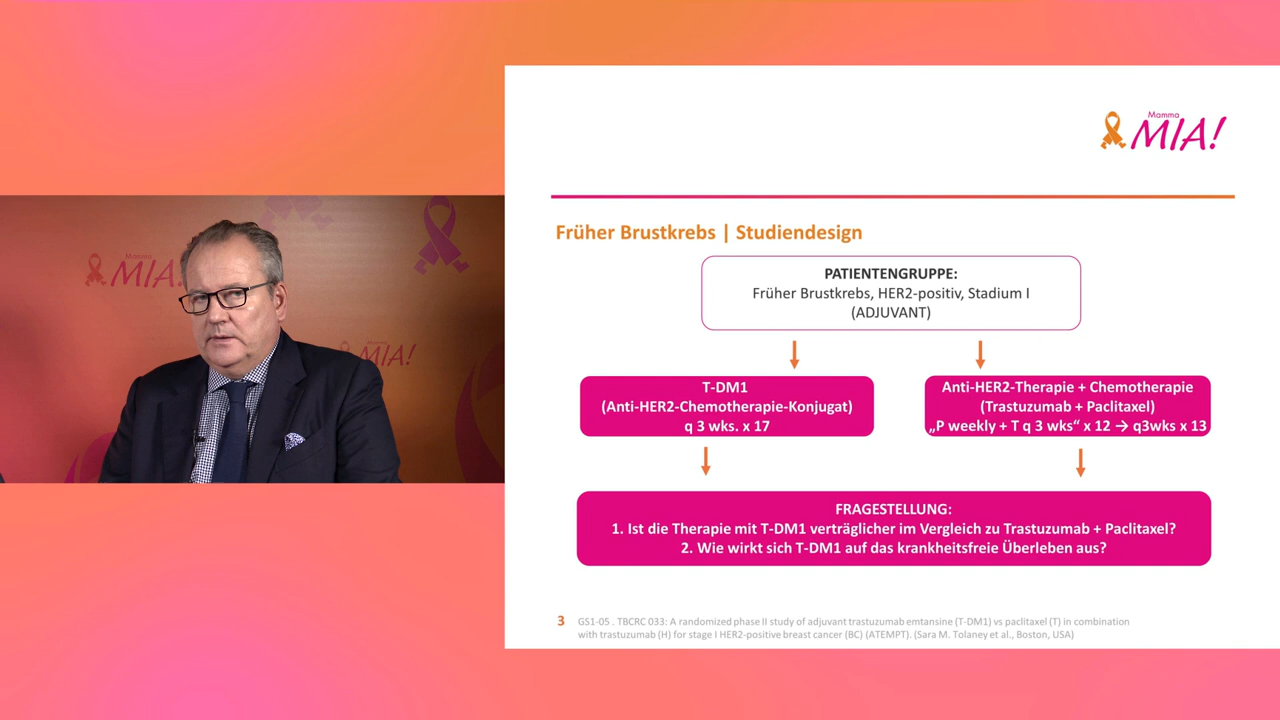 Mamma
MIA!
Früher Brustkrebs | Studiendesign
PATIENTENGRUPPE:
Früher Brustkrebs, HER2-positiv, Stadium I
(ADJUVANT)
T-DM1
(Anti-HER2-Chemotherapie-Konjugat)
q 3 wks. x 17
Anti-HER2-Therapie + Chemotherapie
(Trastuzumab + Paclitaxel)
„P weekly + T q 3 wks“ x 12 → q3wks x 13
FRAGESTELLUNG:
1. Ist die Therapie mit T-DM1 verträglicher im Vergleich zu Trastuzumab + Paclitaxel?
2. Wie wirkt sich T-DM1 auf das krankheitsfreie Überleben aus?
3
GS1-05 . TBCRC 033: A randomized phase II study of adjuvant trastuzumab emtansine (T-DM1) vs paclitaxel (T) in combination
with trastuzumab (H) for stage I HER2-positive breast cancer (BC) (ATEMPT). (Sara M. Tolaney et al., Boston, USA)
Mamma
MIA!
MIA!